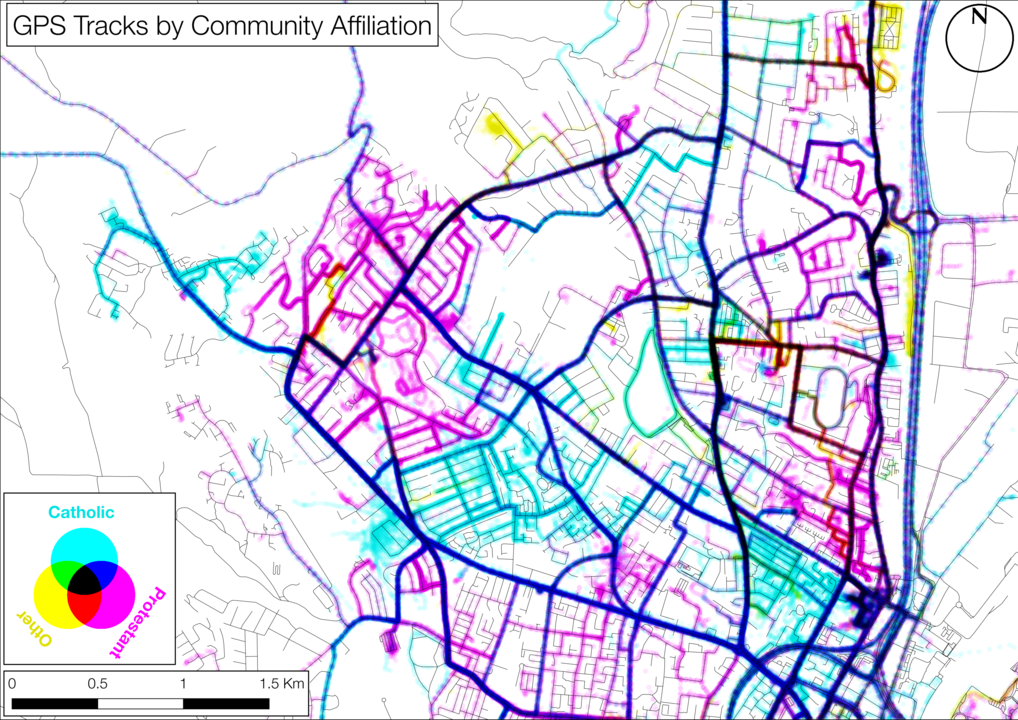 GPS Tracks by Community Affiliation
N
Catholic
Other
Protestant
0 0.5 1 1.5 Km